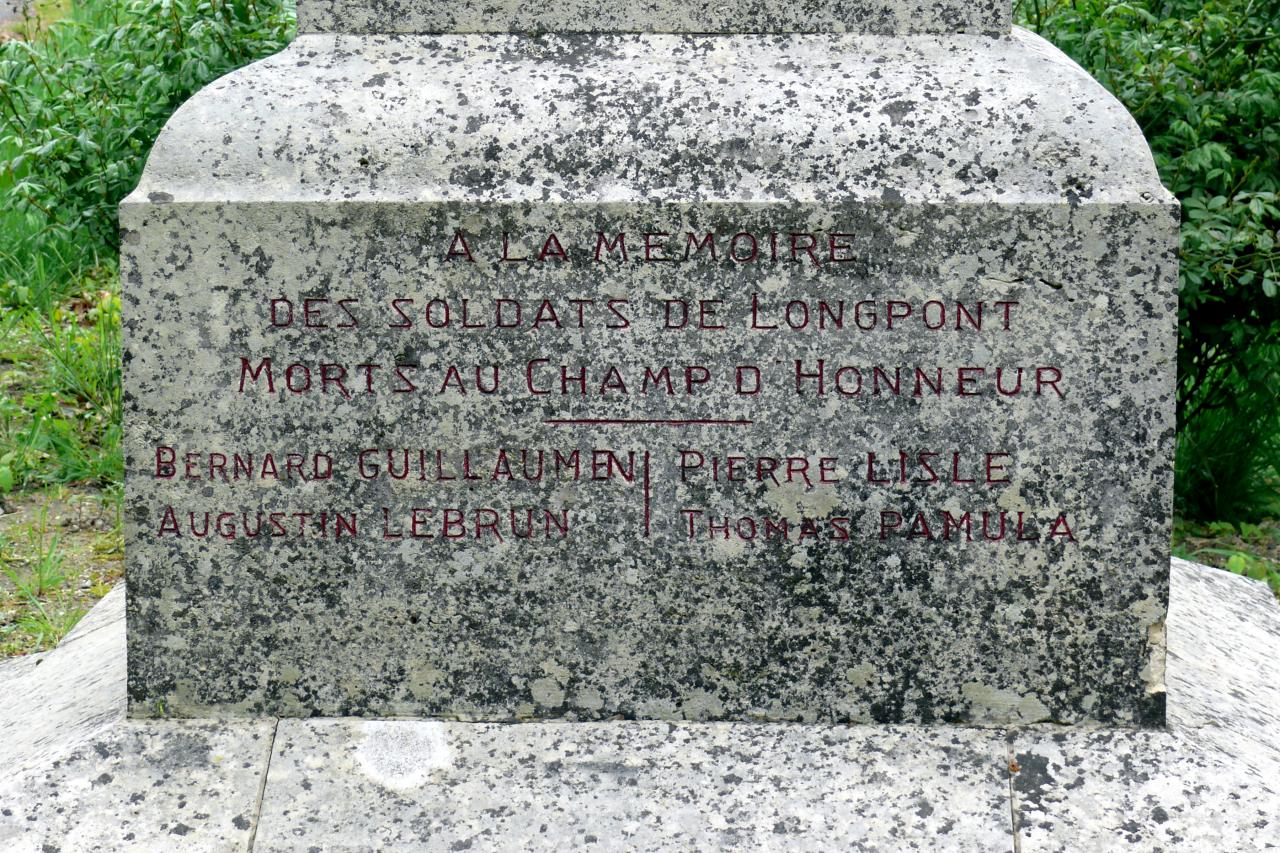 A LA MEMOIRE
DES SOLDATS DE LONGPONT
MORTS AU CHAMP D'HONNEUR
BERNARD GUILLAUMEN
AUGUSTIN LEBRUN
PIERRE LISLE
THOMAS PAMULA